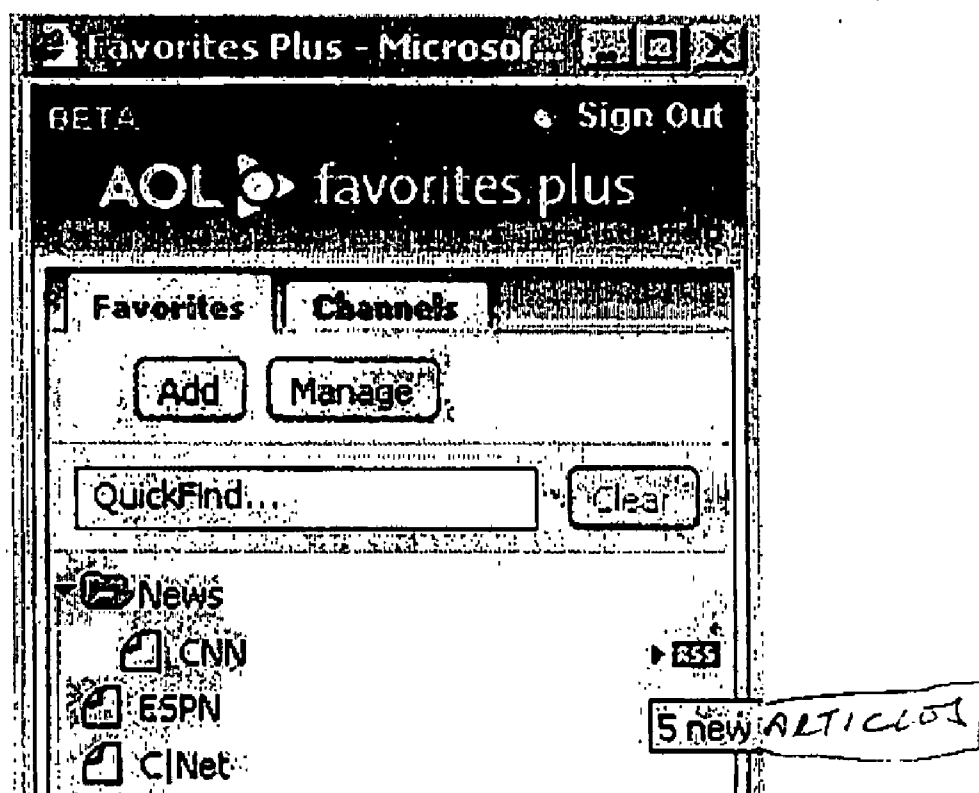 Favorites Plus - Microsof...
BETA Sign Out
AOL favorites plus
Favorites Channels
Add Manage
QuickFind... Clear
News
CNN RSS
ESPN 5 new ARTICLES
C|Net